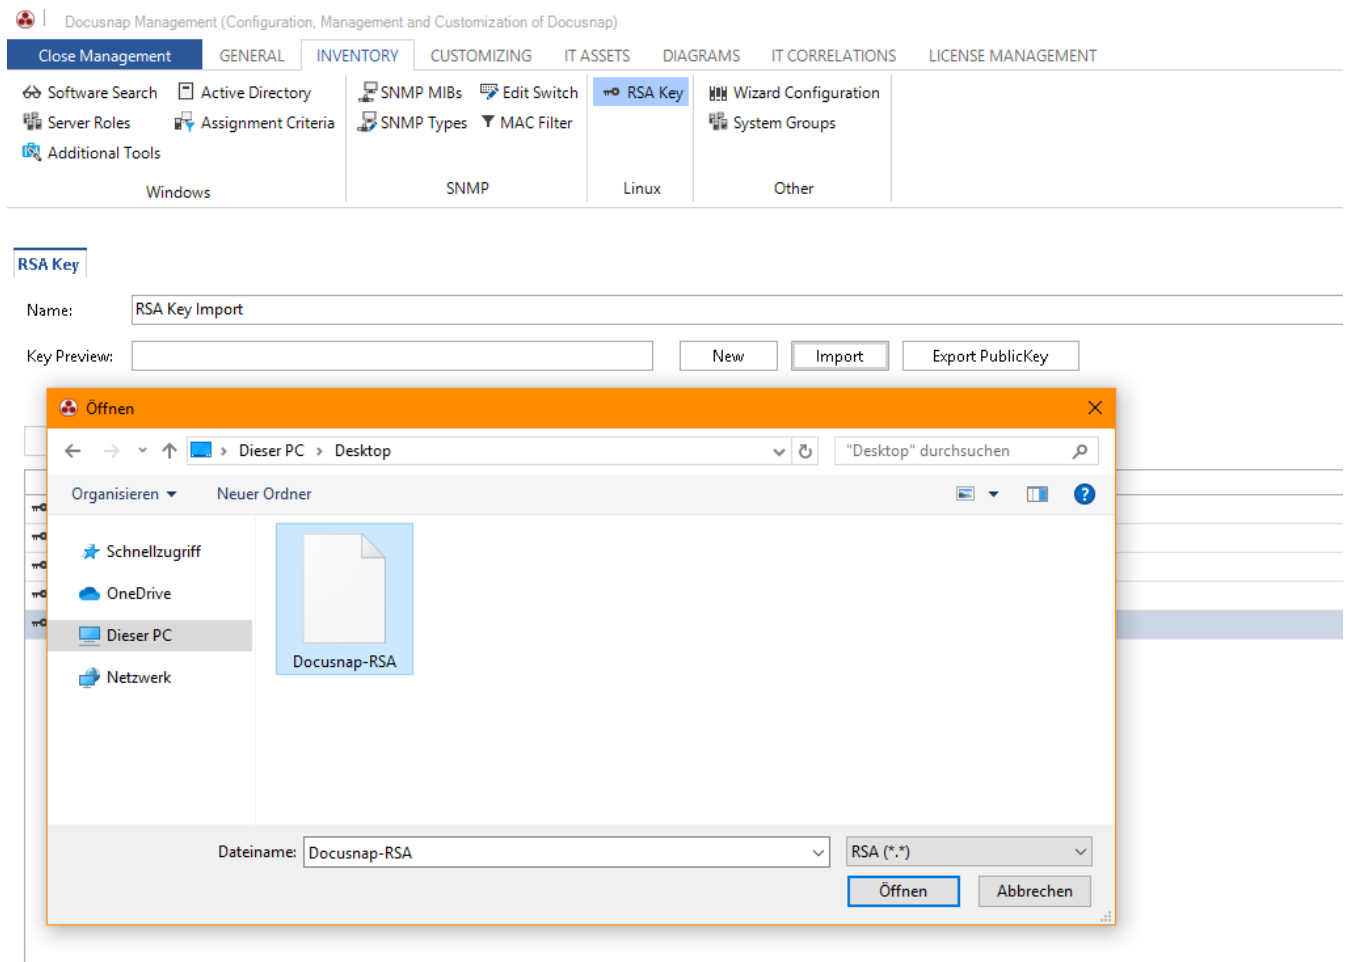 Docusnap Management (Configuration, Management and Customization of Docusnap)
Close Management GENERAL INVENTORY CUSTOMIZING IT ASSETS DIAGRAMS IT CORRELATIONS LICENSE MANAGEMENT
Software Search Active Directory SNMP MIBs Edit Switch RSA Key Wizard Configuration
Server Roles Assignment Criteria SNMP Types MAC Filter System Groups
Additional Tools
Windows SNMP Linux Other
RSA Key
Name: RSA Key Import
Key Preview: New Import Export PublicKey
Öffnen
Dieser PC Desktop "Desktop" durchsuchen
Organisieren Neuer Ordner
Schnellzugriff
OneDrive
Dieser PC
Docusnap-RSA
Netzwerk
Dateiname: Docusnap-RSA RSA (*.*)
Öffnen Abbrechen